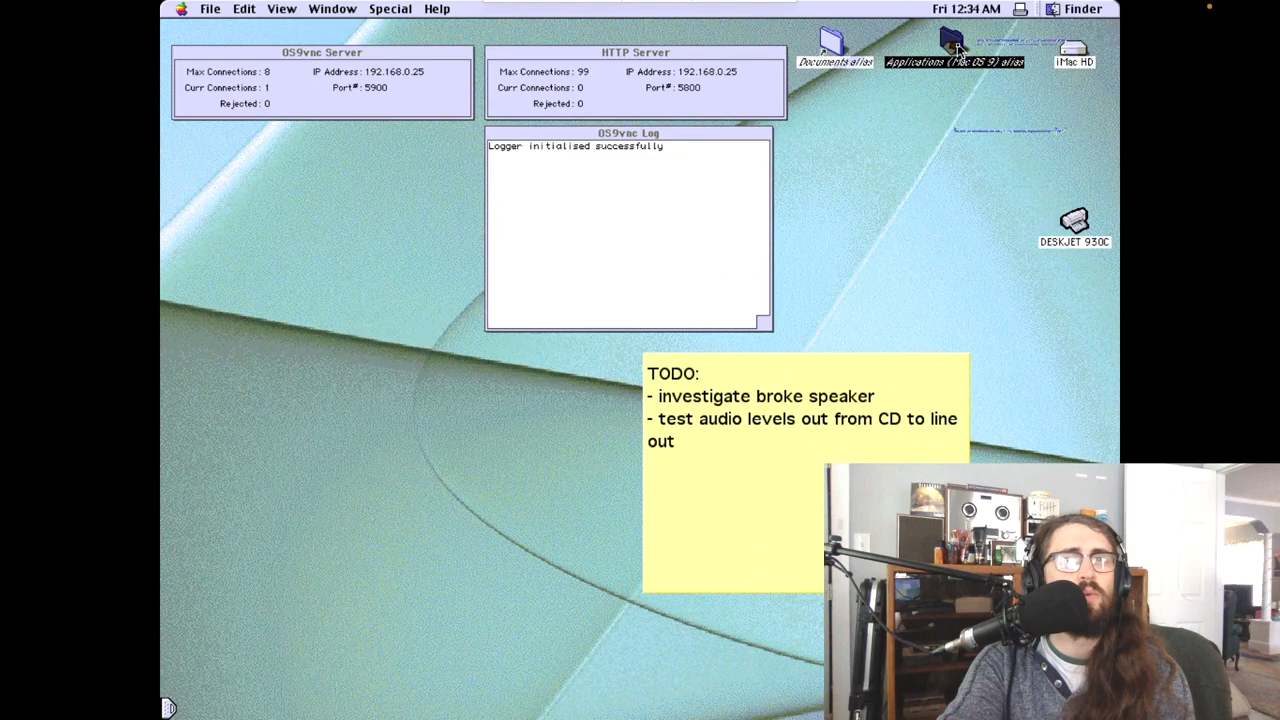 File Edit View Window Special Help
Fri 12:34 AM
Finder
OS9vnc Server
Max Connections: 8 IP Address: 192.168.0.25
Curr Connections: 1 Port#: 5900
Rejected: 0
HTTP Server
Max Connections: 99 IP Address: 192.168.0.25
Curr Connections: 0 Port#: 5800
Rejected: 0
Documents alias
Applications (Mac OS 9) alias
iMac HD
OS9vnc Log
Logger initialised successfully
DESKJET 930C
TODO:
- investigate broke speaker
- test audio levels out from CD to line
out